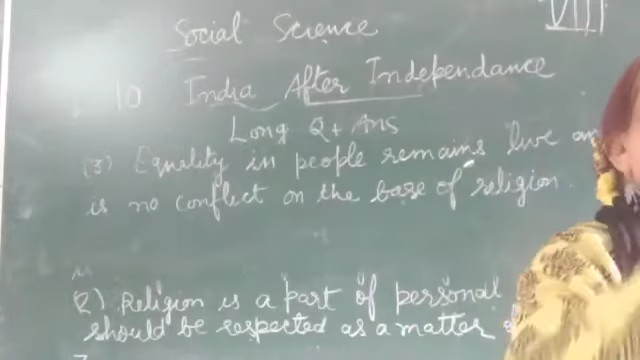 VIII
Social Science
10 India After Independance
Long Q + Ans
(3) Equality in people remains live an
is no conflict on the base of religion.
Q) Religion is a part of personal
should be respected as a matter